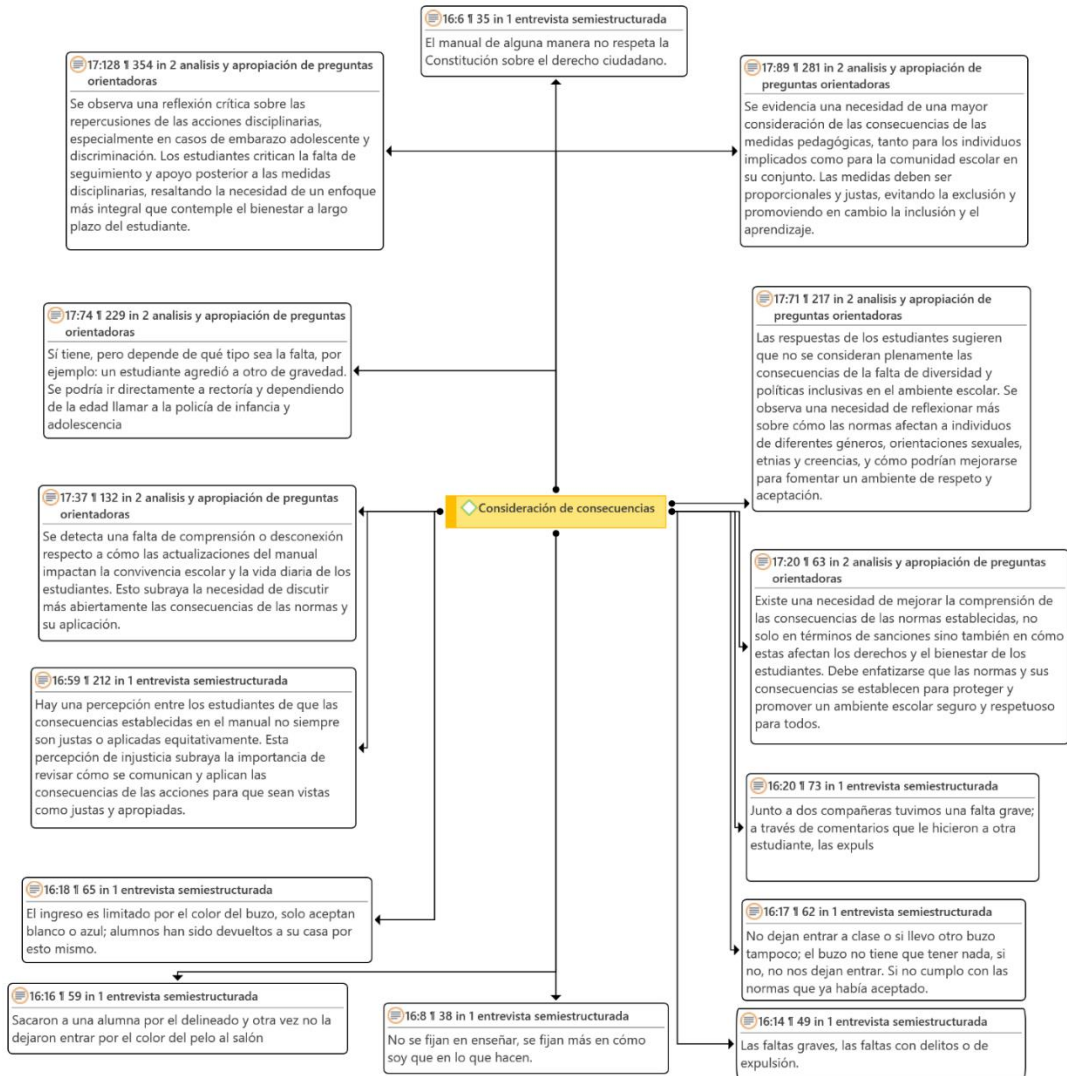 16:6 ¶ 35 in 1 entrevista semiestructurada
El manual de alguna manera no respeta la
Constitución sobre el derecho ciudadano.
17:128 ¶ 354 in 2 analisis y apropiación de preguntas
orientadoras
Se observa una reflexión crítica sobre las
repercusiones de las acciones disciplinarias,
especialmente en casos de embarazo adolescente y
discriminación. Los estudiantes critican la falta de
seguimiento y apoyo posterior a las medidas
disciplinarias, resaltando la necesidad de un enfoque
más integral que contemple el bienestar a largo
plazo del estudiante.
17:89 ¶ 281 in 2 analisis y apropiación de
preguntas orientadoras
Se evidencia una necesidad de una mayor
consideración de las consecuencias de las
medidas pedagógicas, tanto para los individuos
implicados como para la comunidad escolar en
su conjunto. Las medidas deben ser
proporcionales y justas, evitando la exclusión y
promoviendo en cambio la inclusión y el
aprendizaje.
17:74 ¶ 229 in 2 analisis y apropiación de preguntas
orientadoras
Sí tiene, pero depende de qué tipo sea la falta, por
ejemplo: un estudiante agredió a otro de gravedad.
Se podría ir directamente a rectoría y dependiendo
de la edad llamar a la policía de infancia y
adolescencia
17:71 ¶ 217 in 2 analisis y apropiación de
preguntas orientadoras
Las respuestas de los estudiantes sugieren
que no se consideran plenamente las
consecuencias de la falta de diversidad y
políticas inclusivas en el ambiente escolar. Se
observa una necesidad de reflexionar más
sobre cómo las normas afectan a individuos
de diferentes géneros, orientaciones sexuales,
etnias y creencias, y cómo podrían mejorarse
para fomentar un ambiente de respeto y
aceptación.
Consideración de consecuencias
17:37 ¶ 132 in 2 analisis y apropiación de preguntas
orientadoras
Se detecta una falta de comprensión o desconexión
respecto a cómo las actualizaciones del manual
impactan la convivencia escolar y la vida diaria de los
estudiantes. Esto subraya la necesidad de discutir
más abiertamente las consecuencias de las normas y
su aplicación.
17:20 ¶ 63 in 2 analisis y apropiación de preguntas
orientadoras
Existe una necesidad de mejorar la comprensión de
las consecuencias de las normas establecidas, no
solo en términos de sanciones sino también en cómo
estas afectan los derechos y el bienestar de los
estudiantes. Debe enfatizarse que las normas y sus
consecuencias se establecen para proteger y
promover un ambiente escolar seguro y respetuoso
para todos.
16:59 ¶ 212 in 1 entrevista semiestructurada
Hay una percepción entre los estudiantes de que las
consecuencias establecidas en el manual no siempre
son justas o aplicadas equitativamente. Esta
percepción de injusticia subraya la importancia de
revisar cómo se comunican y aplican las
consecuencias de las acciones para que sean vistas
como justas y apropiadas.
16:20 ¶ 73 in 1 entrevista semiestructurada
Junto a dos compañeras tuvimos una falta grave;
a través de comentarios que le hicieron a otra
estudiante, las expuls
16:18 ¶ 65 in 1 entrevista semiestructurada
El ingreso es limitado por el color del buzo, solo aceptan
blanco o azul; alumnos han sido devueltos a su casa por
esto mismo.
16:17 ¶ 62 in 1 entrevista semiestructurada
No dejan entrar a clase o si llevo otro buzo
tampoco; el buzo no tiene que tener nada, si
no, no nos dejan entrar. Si no cumplo con las
normas que ya había aceptado.
16:16 ¶ 59 in 1 entrevista semiestructurada
Sacaron a una alumna por el delineado y otra vez no la
dejaron entrar por el color del pelo al salón
16:8 ¶ 38 in 1 entrevista semiestructurada
No se fijan en enseñar, se fijan más en cómo
soy que en lo que hacen.
16:14 ¶ 49 in 1 entrevista semiestructurada
Las faltas graves, las faltas con delitos o de
expulsión.